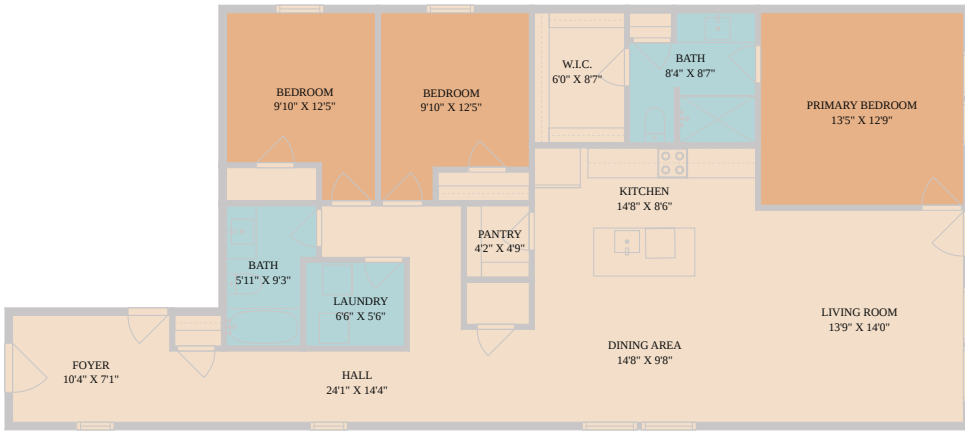 BEDROOM
9'10" X 12'5"
BEDROOM
9'10" X 12'5"
W.I.C.
6'0" X 8'7"
BATH
8'4" X 8'7"
PRIMARY BEDROOM
13'5" X 12'9"
KITCHEN
14'8" X 8'6"
PANTRY
4'2" X 4'9"
BATH
5'11" X 9'3"
LAUNDRY
6'6" X 5'6"
LIVING ROOM
13'9" X 14'0"
DINING AREA
14'8" X 9'8"
FOYER
10'4" X 7'1"
HALL
24'1" X 14'4"